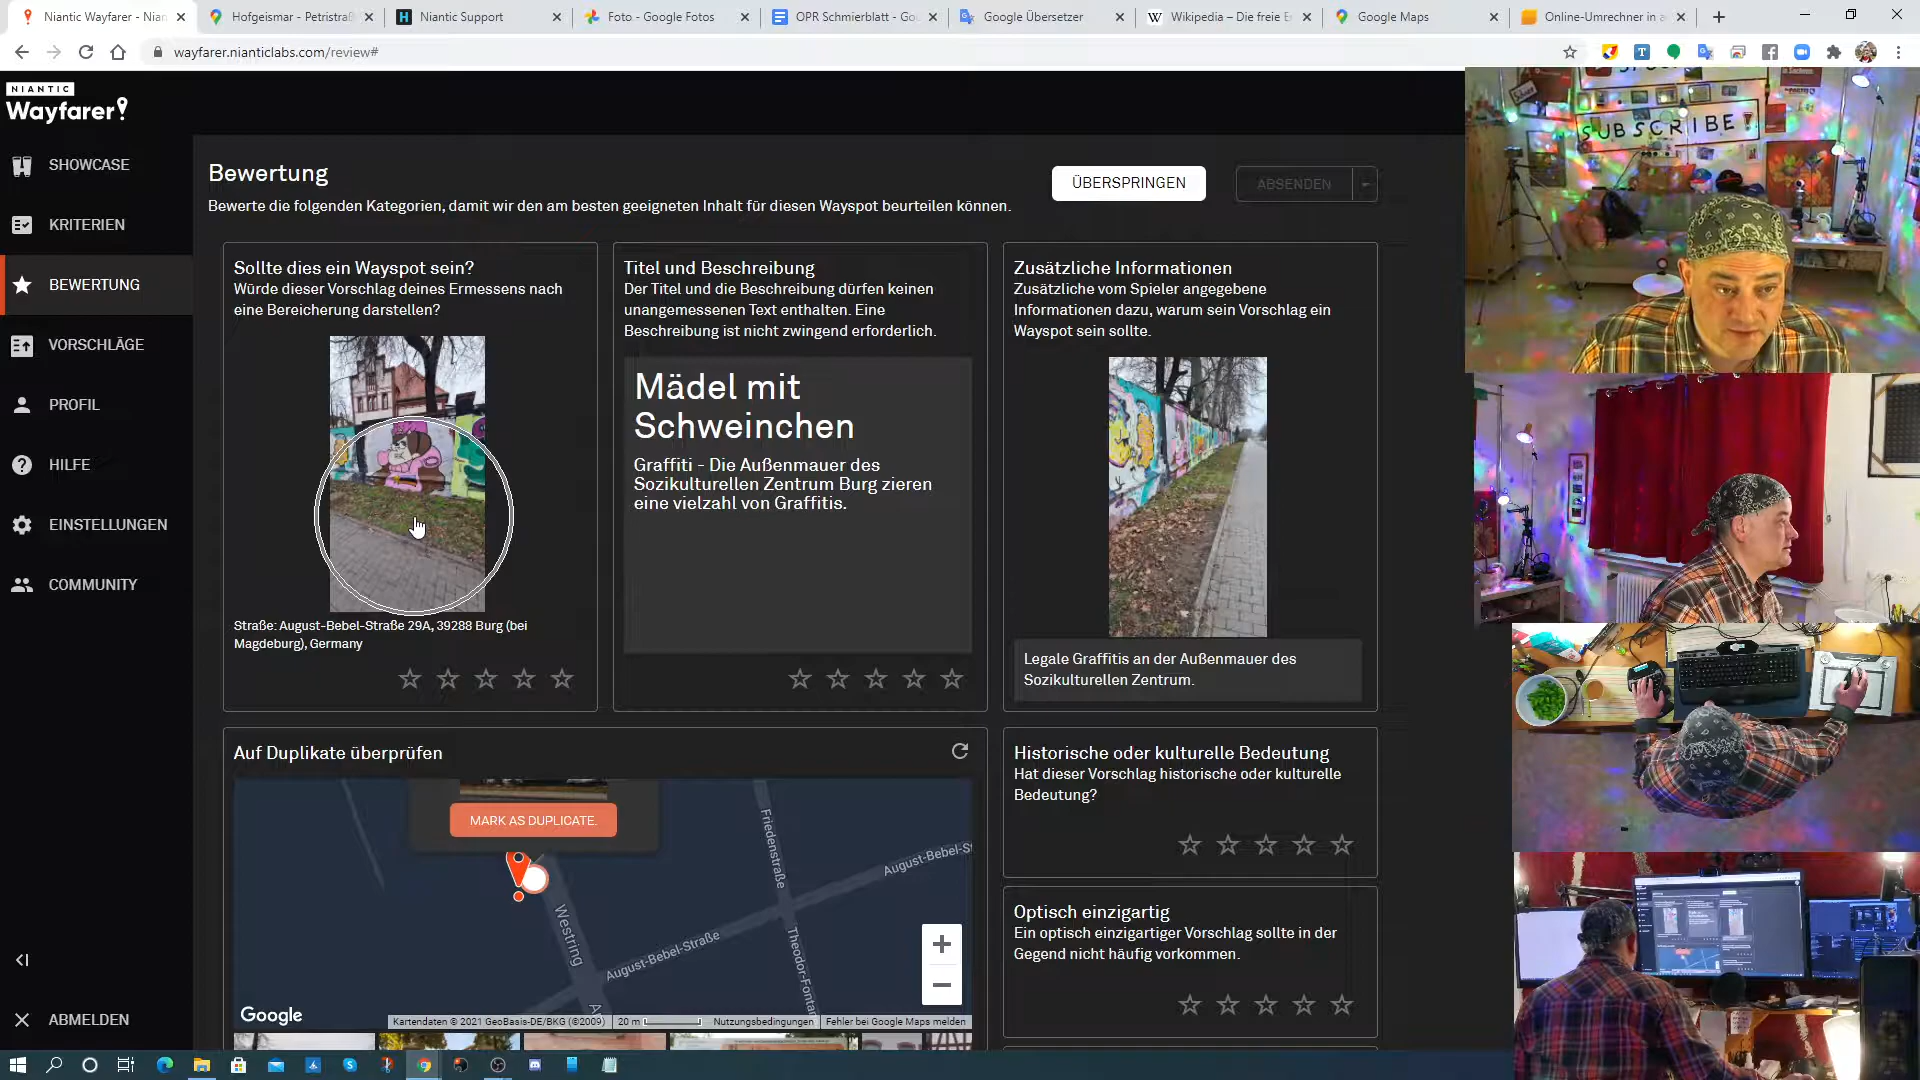 Niantic Wayfarer - Nian
Hofgeismar - Petristraß
Niantic Support
Foto - Google Fotos
OPR Schmierblatt - Go
Google Übersetzer
Wikipedia – Die freie E
Google Maps
Online-Umrechner in a
wayfarer.nianticlabs.com/review#
NIANTIC
Wayfarer
SHOWCASE
KRITERIEN
BEWERTUNG
VORSCHLÄGE
PROFIL
HILFE
EINSTELLUNGEN
COMMUNITY
ABMELDEN
Bewertung
Bewerte die folgenden Kategorien, damit wir den am besten geeigneten Inhalt für diesen Wayspot beurteilen können.
ÜBERSPRINGEN
ABSENDEN
Sollte dies ein Wayspot sein?
Würde dieser Vorschlag deines Ermessens nach
eine Bereicherung darstellen?
Straße: August-Bebel-Straße 29A, 39288 Burg (bei
Magdeburg), Germany
Titel und Beschreibung
Der Titel und die Beschreibung dürfen keinen
unangemessenen Text enthalten. Eine
Beschreibung ist nicht zwingend erforderlich.
Mädel mit
Schweinchen
Graffiti - Die Außenmauer des
Sozikulturellen Zentrum Burg zieren
eine vielzahl von Graffitis.
Zusätzliche Informationen
Zusätzliche vom Spieler angegebene
Informationen dazu, warum sein Vorschlag ein
Wayspot sein sollte.
Legale Graffitis an der Außenmauer des
Sozikulturellen Zentrum.
Auf Duplikate überprüfen
MARK AS DUPLICATE.
Friedenstraße
August-Bebel-St
Westring
August-Bebel-Straße
Theodor-Fontan
Google
Kartendaten © 2021 GeoBasis-DE/BKG (©2009)
20 m
Nutzungsbedingungen
Fehler bei Google Maps melden
Historische oder kulturelle Bedeutung
Hat dieser Vorschlag historische oder kulturelle
Bedeutung?
Optisch einzigartig
Ein optisch einzigartiger Vorschlag sollte in der
Gegend nicht häufig vorkommen.
SUBSCRIBE!